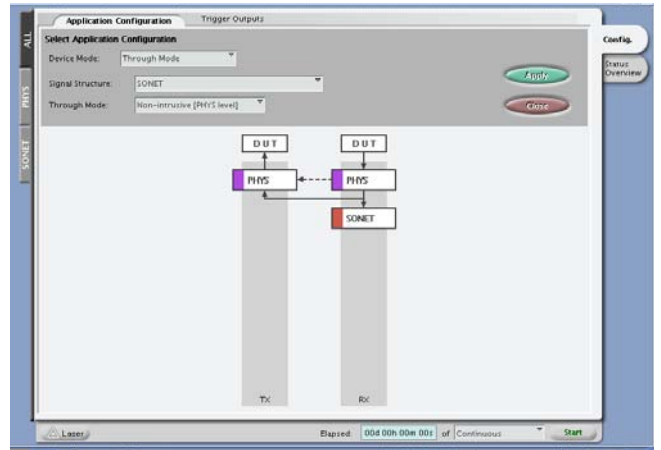 Application Configuration
Trigger Outputs
ALL
PHYS
SONET
Config.
Status Overview
Select Application Configuration
Device Mode: Through Mode
Signal Structure: SONET
Through Mode: Non-intrusive [PHYS level]
Apply
Close
DUT DUT
PHYS PHYS
SONET
TX RX
Laser
Elapsed 00d 00h 00m 00s of Continuous
Start